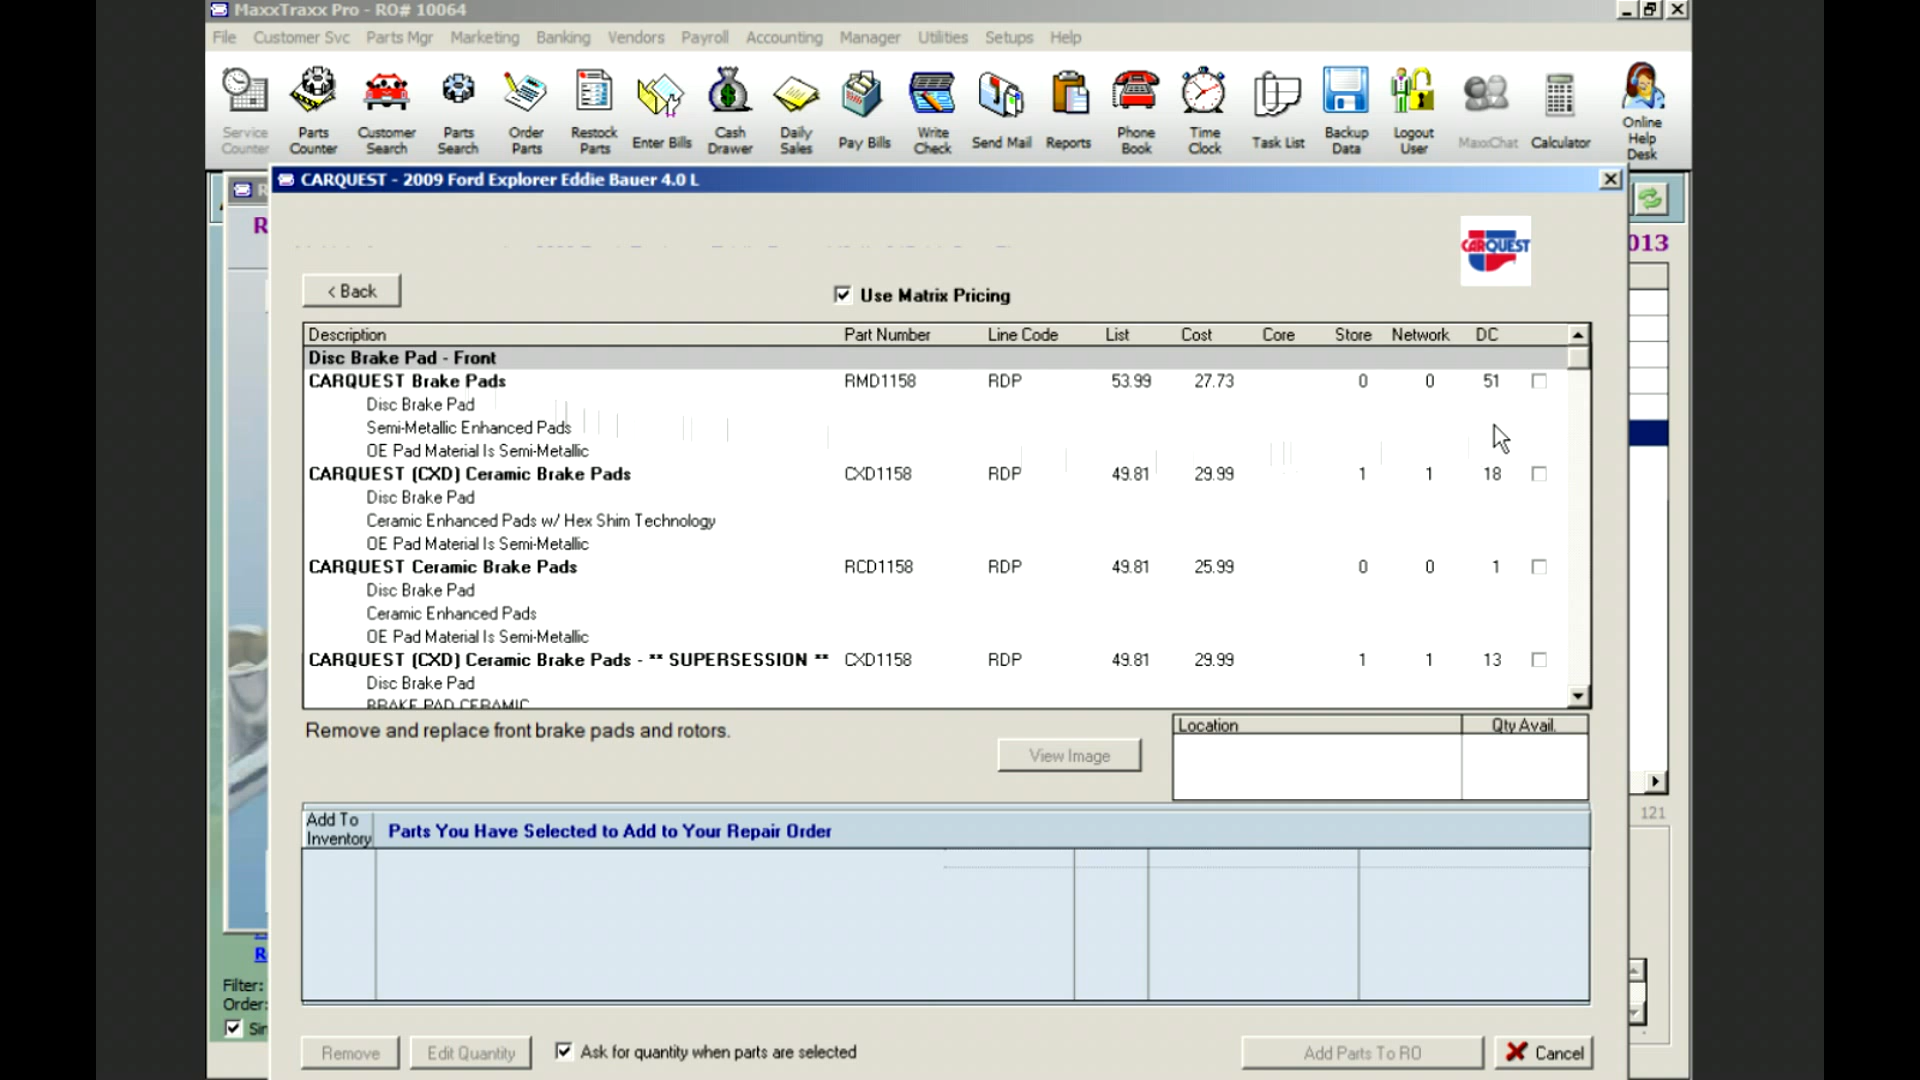 MaxxTraxx Pro - RO# 10064
File Customer Svc Parts Mgr Marketing Banking Vendors Payroll Accounting Manager Utilities Setups Help
Service Counter
Parts Counter
Customer Search
Parts Search
Order Parts
Restock Parts
Enter Bills
Cash Drawer
Daily Sales
Pay Bills
Write Check
Send Mail
Reports
Phone Book
Time Clock
Task List
Backup Data
Logout User
MaxxChat
Calculator
Online Help Desk
CARQUEST - 2009 Ford Explorer Eddie Bauer 4.0 L
R
013
CARQUEST
< Back
Use Matrix Pricing
Description Part Number Line Code List Cost Core Store Network DC
Disc Brake Pad - Front
CARQUEST Brake Pads RMD1158 RDP 53.99 27.73 0 0 51
Disc Brake Pad
Semi-Metallic Enhanced Pads
OE Pad Material Is Semi-Metallic
CARQUEST (CXD) Ceramic Brake Pads CXD1158 RDP 49.81 29.99 1 1 18
Disc Brake Pad
Ceramic Enhanced Pads w/ Hex Shim Technology
OE Pad Material Is Semi-Metallic
CARQUEST Ceramic Brake Pads RCD1158 RDP 49.81 25.99 0 0 1
Disc Brake Pad
Ceramic Enhanced Pads
OE Pad Material Is Semi-Metallic
CARQUEST (CXD) Ceramic Brake Pads - ** SUPERSESSION ** CXD1158 RDP 49.81 29.99 1 1 13
Disc Brake Pad
BRAKE PAD CERAMIC
Remove and replace front brake pads and rotors.
View Image
Location Qty Avail.
121
Add To Inventory
Parts You Have Selected to Add to Your Repair Order
R
Filter:
Order:
Sin
Remove
Edit Quantity
Ask for quantity when parts are selected
Add Parts To RO
Cancel